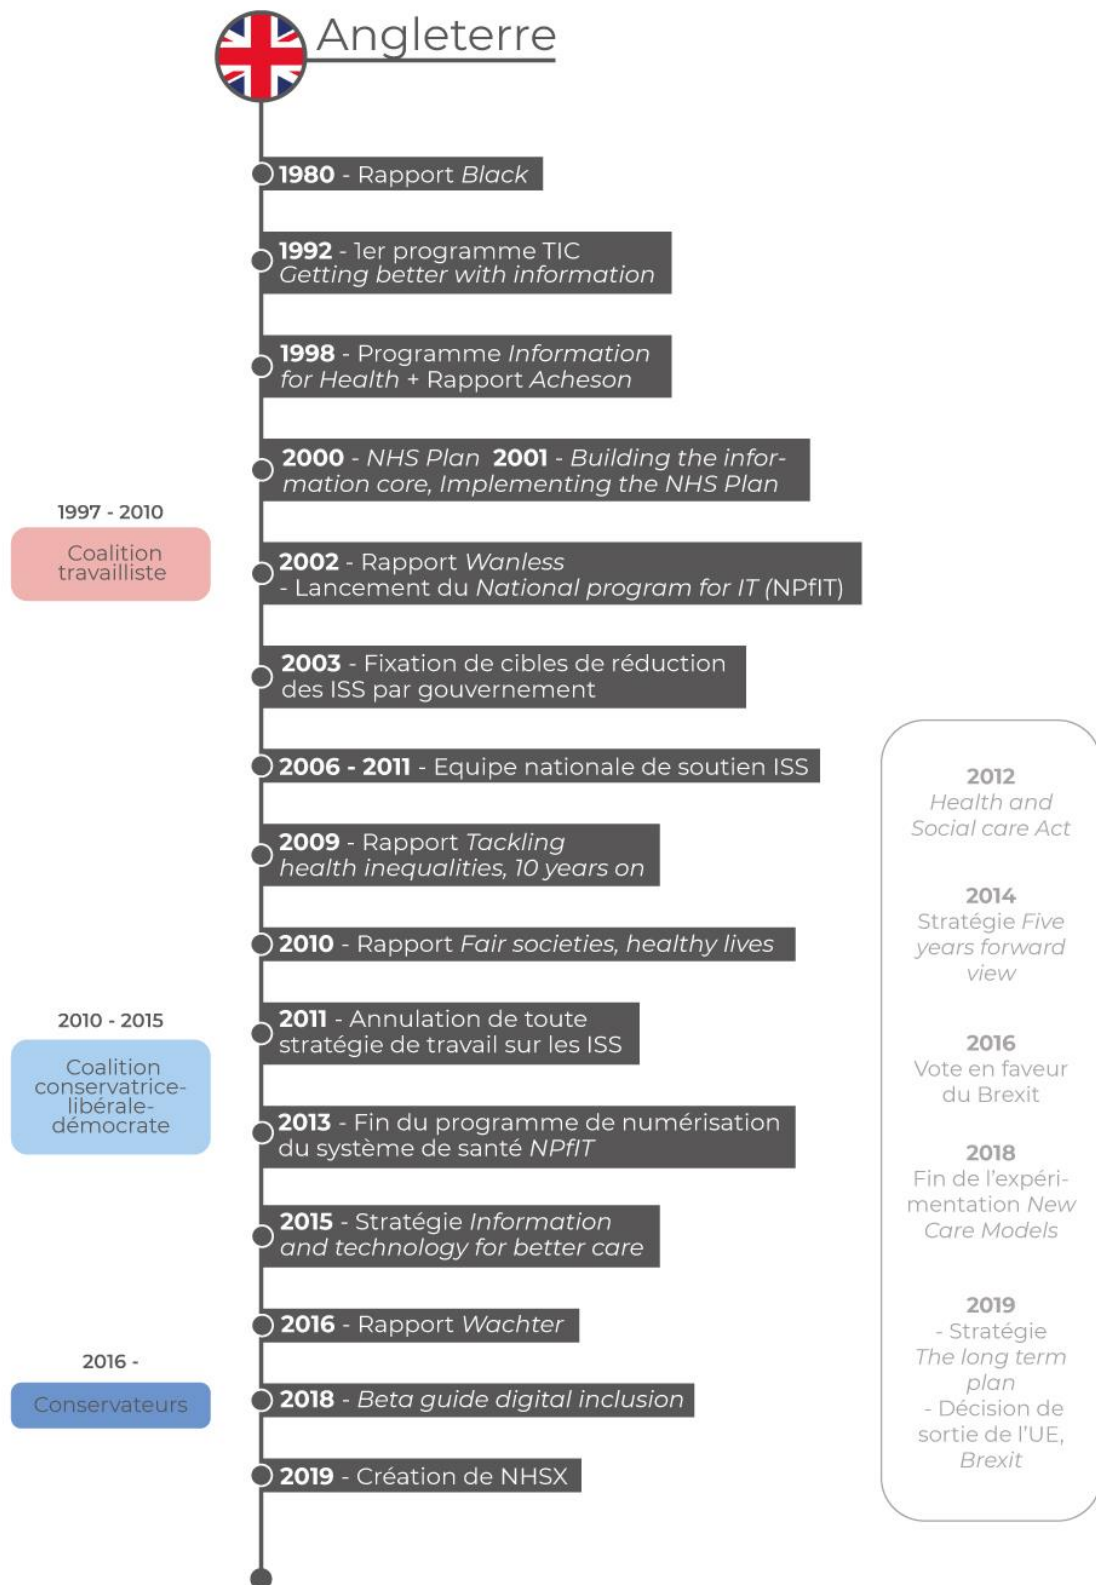 Angleterre
1980 - Rapport Black
1992 - 1er programme TIC
Getting better with information
1998 - Programme Information
for Health + Rapport Acheson
2000 - NHS Plan 2001 - Building the infor-
mation core, Implementing the NHS Plan
1997 - 2010
Coalition
travailliste
2002 - Rapport Wanless
- Lancement du National program for IT (NPfIT)
2003 - Fixation de cibles de réduction
des ISS par gouvernement
2006 - 2011 - Equipe nationale de soutien ISS
2009 - Rapport Tackling
health inequalities, 10 years on
2010 - Rapport Fair societies, healthy lives
2010 - 2015
Coalition
conservatrice-
libérale-
démocrate
2011 - Annulation de toute
stratégie de travail sur les ISS
2013 - Fin du programme de numérisation
du système de santé NPfIT
2015 - Stratégie Information
and technology for better care
2016 - Rapport Wachter
2016 -
Conservateurs
2018 - Beta guide digital inclusion
2019 - Création de NHSX
2012
Health and
Social care Act
2014
Stratégie Five
years forward
view
2016
Vote en faveur
du Brexit
2018
Fin de l'expéri-
mentation New
Care Models
2019
- Stratégie
The long term
plan
- Décision de
sortie de l'UE,
Brexit